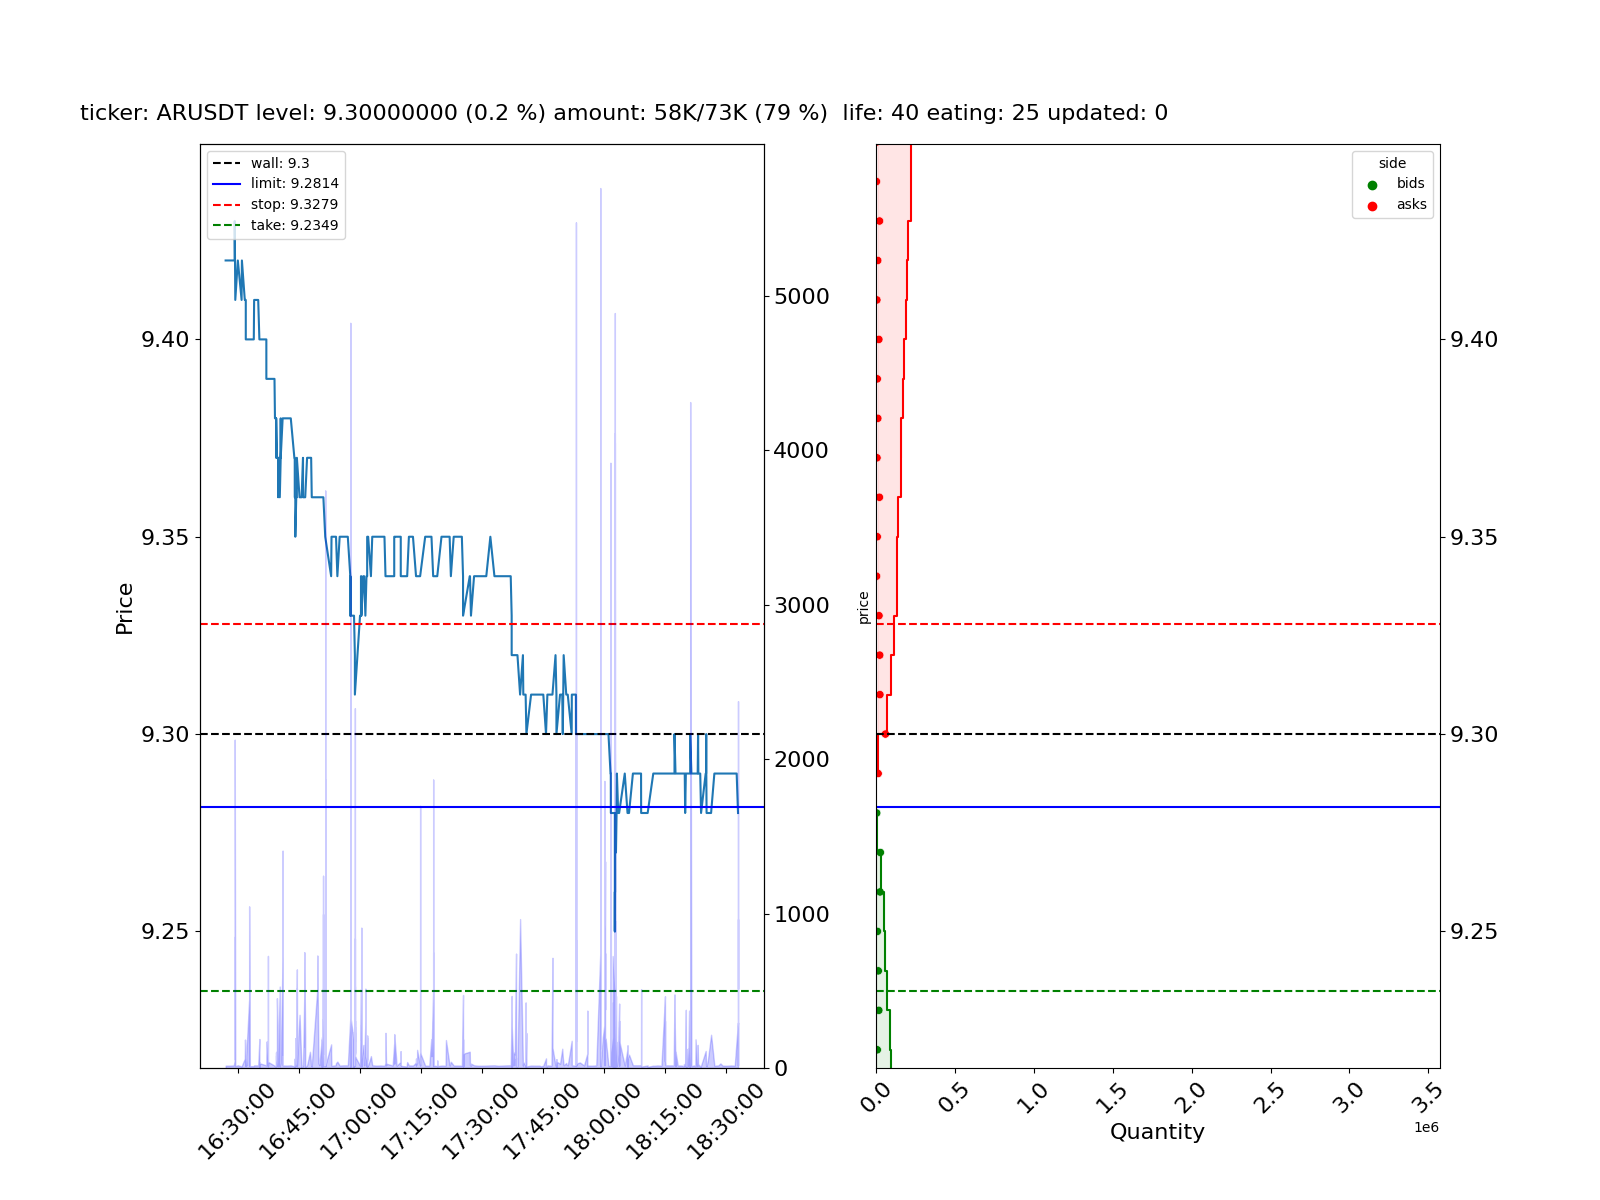 ticker: ARUSDT level: 9.30000000 (0.2 %) amount: 58K/73K (79 %)  life: 40 eating: 25 updated: 0
wall: 9.3
limit: 9.2814
stop: 9.3279
take: 9.2349
Price
9.40
9.35
9.30
9.25
5000
4000
3000
2000
1000
0
16:30:00
16:45:00
17:00:00
17:15:00
17:30:00
17:45:00
18:00:00
18:15:00
18:30:00
side
bids
asks
price
9.40
9.35
9.30
9.25
0.0
0.5
1.0
1.5
2.0
2.5
3.0
3.5
1e6
Quantity